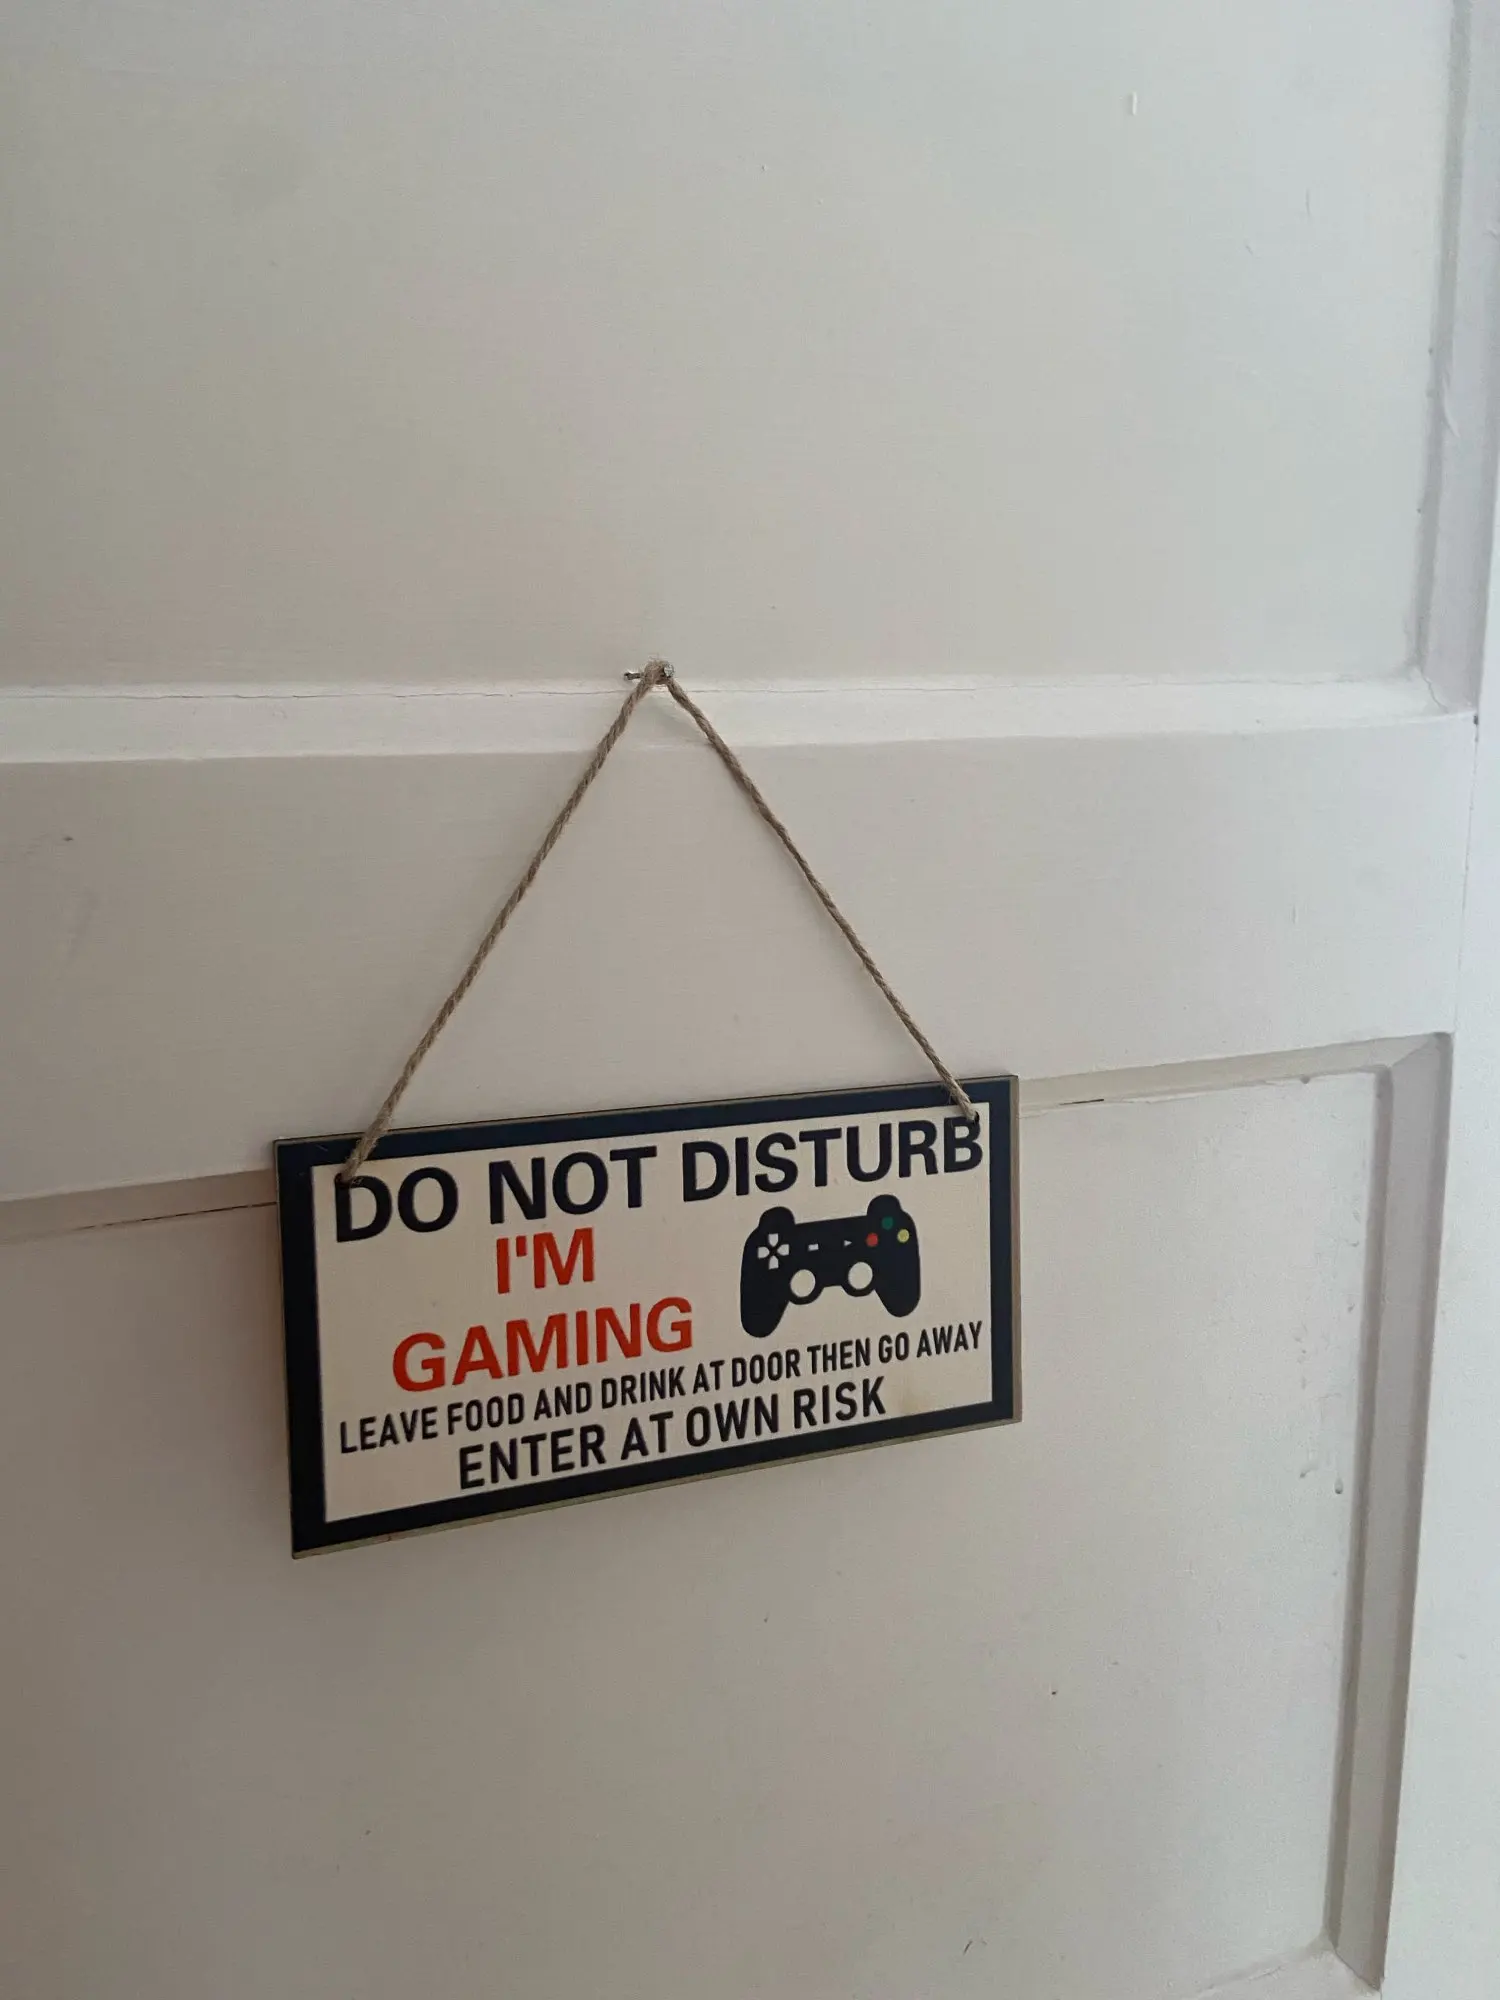 DO NOT DISTURB
I'M
GAMING
LEAVE FOOD AND DRINK AT DOOR THEN GO AWAY
ENTER AT OWN RISK